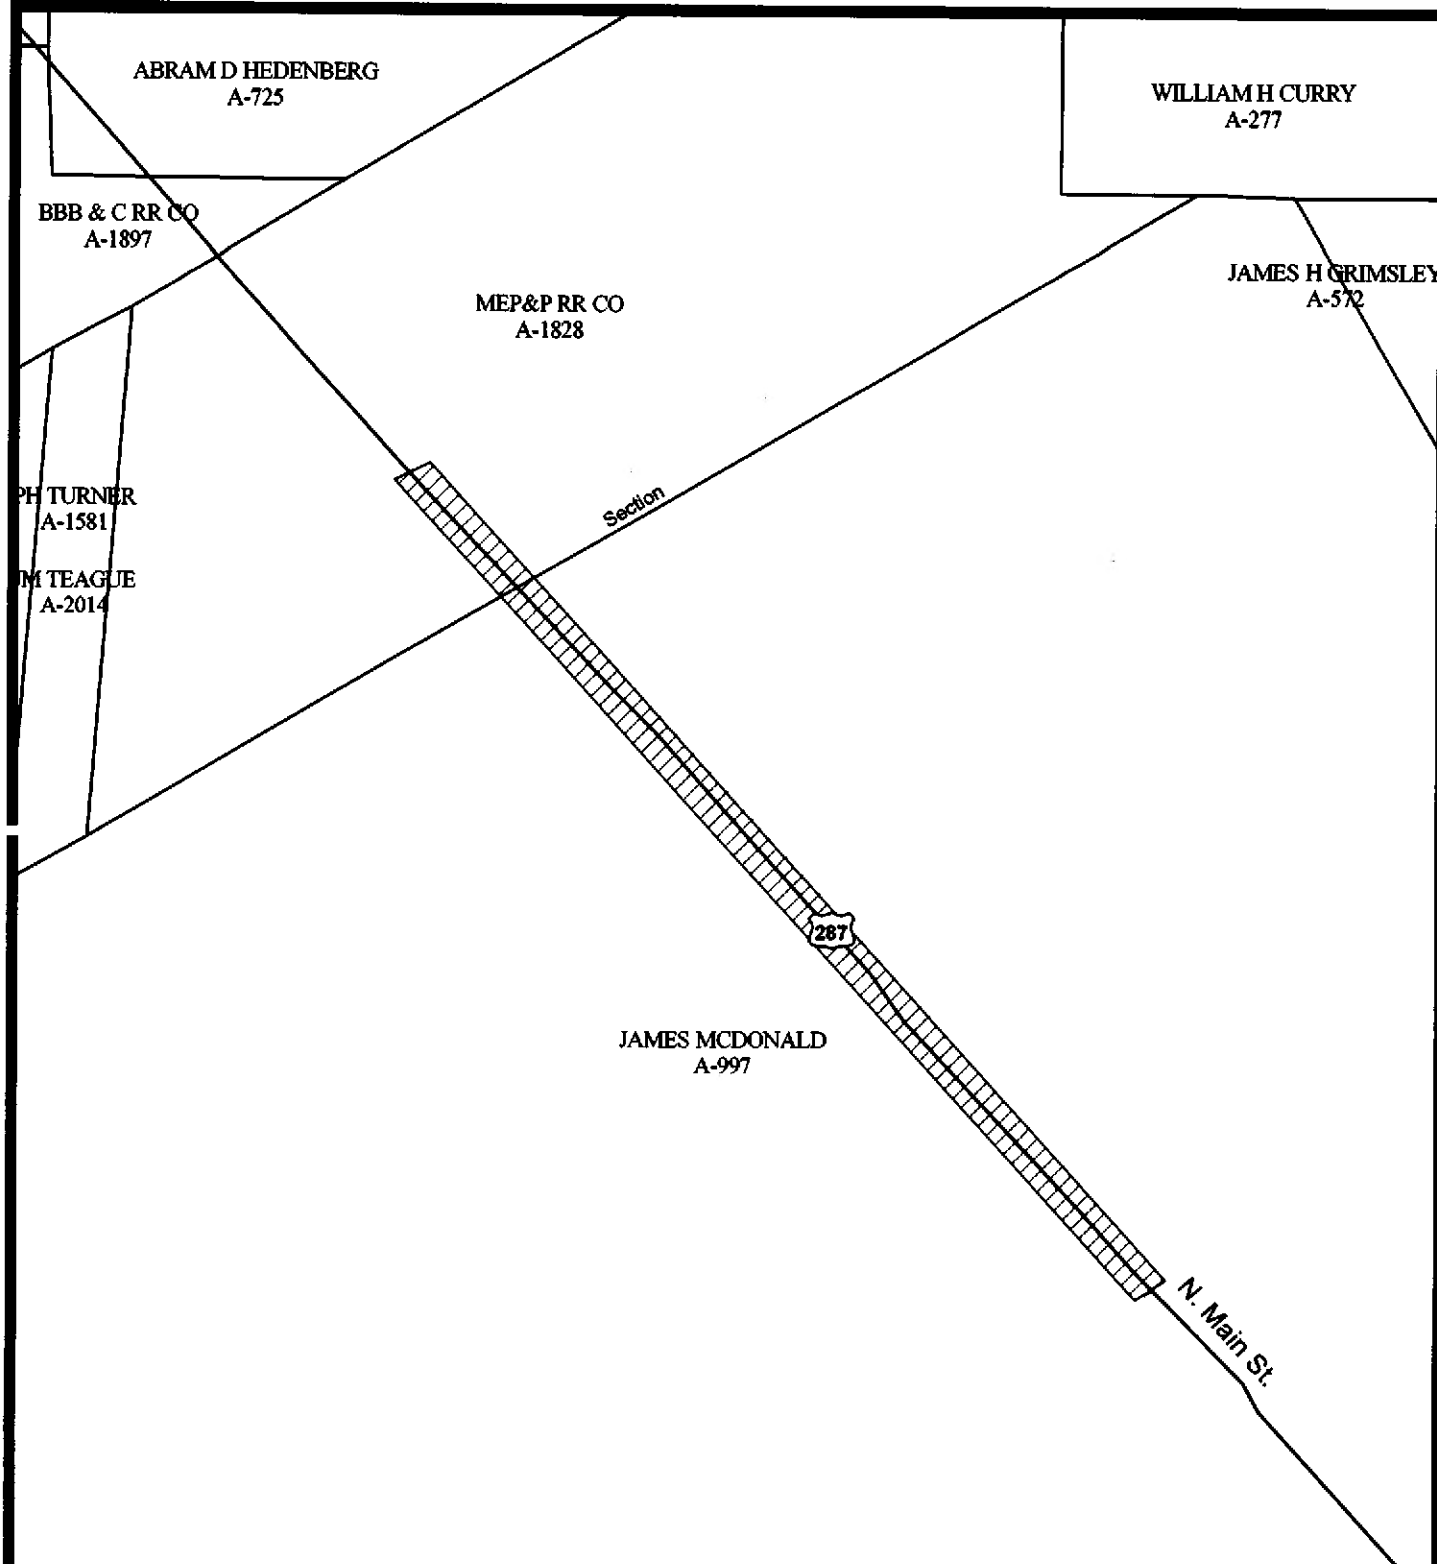 ABRAM D HEDENBERG
A-725
WILLIAM H CURRY
A-277
BBB & C RR CO
A-1897
JAMES H GRIMSLEY
A-572
MEP&P RR CO
A-1828
PH TURNER
A-1581
Section
M TEAGUE
A-2014
287
JAMES MCDONALD
A-997
N. Main St.